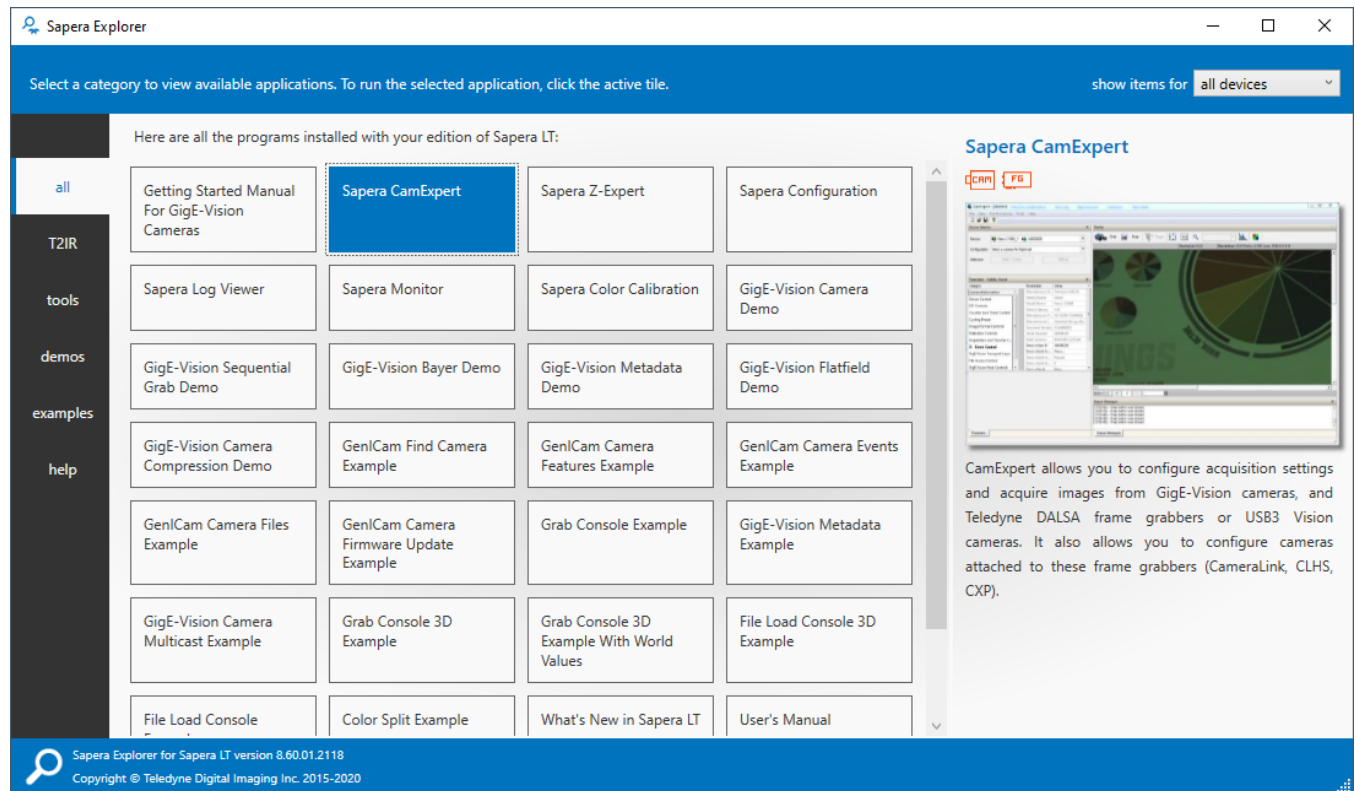 Sapera Explorer
Select a category to view available applications. To run the selected application, click the active tile.
show items for all devices
Here are all the programs installed with your edition of Sapera LT:
all
T2IR
tools
demos
examples
help
Getting Started Manual
For GigE-Vision
Cameras
Sapera CamExpert
Sapera Z-Expert
Sapera Configuration
Sapera Log Viewer
Sapera Monitor
Sapera Color Calibration
GigE-Vision Camera
Demo
GigE-Vision Sequential
Grab Demo
GigE-Vision Bayer Demo
GigE-Vision Metadata
Demo
GigE-Vision Flatfield
Demo
GigE-Vision Camera
Compression Demo
GenICam Find Camera
Example
GenICam Camera
Features Example
GenICam Camera Events
Example
GenICam Camera Files
Example
GenICam Camera
Firmware Update
Example
Grab Console Example
GigE-Vision Metadata
Example
GigE-Vision Camera
Multicast Example
Grab Console 3D
Example
Grab Console 3D
Example With World
Values
File Load Console 3D
Example
File Load Console
Color Split Example
What's New in Sapera LT
User's Manual
Sapera CamExpert
CAM FG
CamExpert allows you to configure acquisition settings
and acquire images from GigE-Vision cameras, and
Teledyne DALSA frame grabbers or USB3 Vision
cameras. It also allows you to configure cameras
attached to these frame grabbers (CameraLink, CLHS,
CXP).
Sapera Explorer for Sapera LT version 8.60.01.2118
Copyright © Teledyne Digital Imaging Inc. 2015-2020